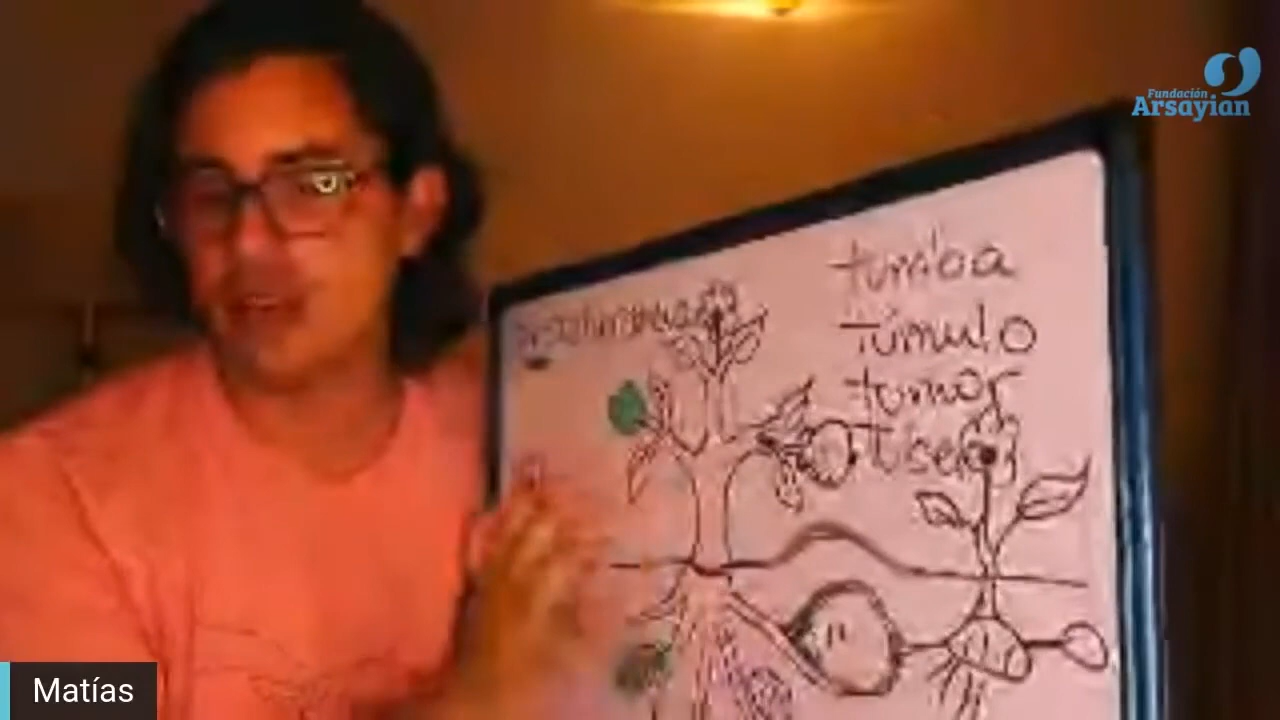 Fundación
Arsayian
tumba
túmulo
tumor
Matías